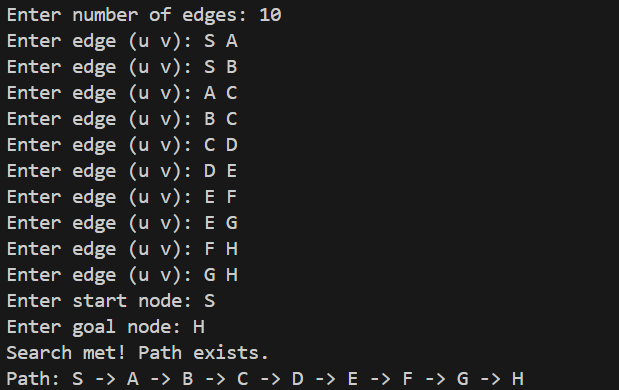 Enter number of edges: 10
Enter edge (u v): S A
Enter edge (u v): S B
Enter edge (u v): A C
Enter edge (u v): B C
Enter edge (u v): C D
Enter edge (u v): D E
Enter edge (u v): E F
Enter edge (u v): E G
Enter edge (u v): F H
Enter edge (u v): G H
Enter start node: S
Enter goal node: H
Search met! Path exists.
Path: S -> A -> B -> C -> D -> E -> F -> G -> H